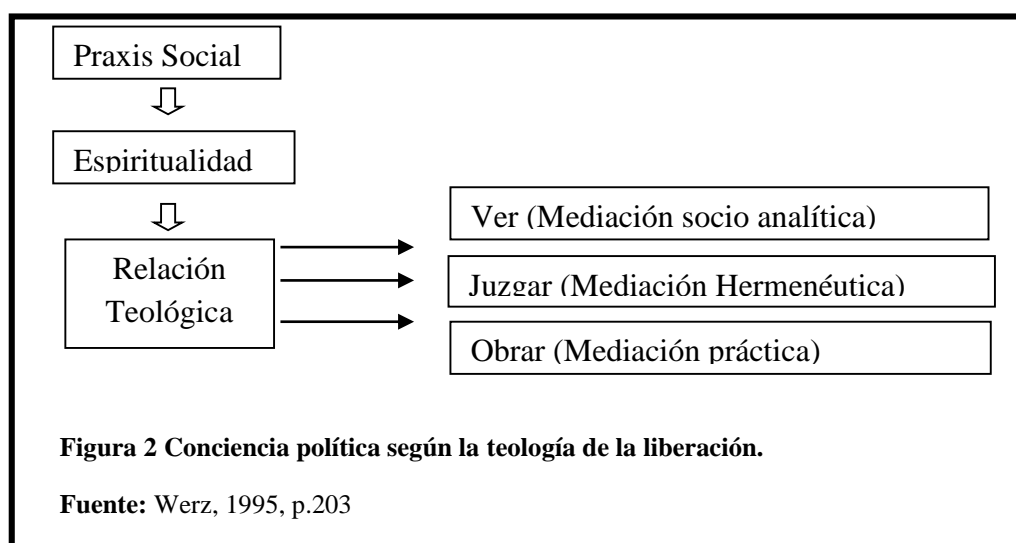 Praxis Social
Espiritualidad
Relación
Teológica
Ver (Mediación socio analítica)
Juzgar (Mediación Hermenéutica)
Obrar (Mediación práctica)
Figura 2 Conciencia política según la teología de la liberación.
Fuente: Werz, 1995, p.203